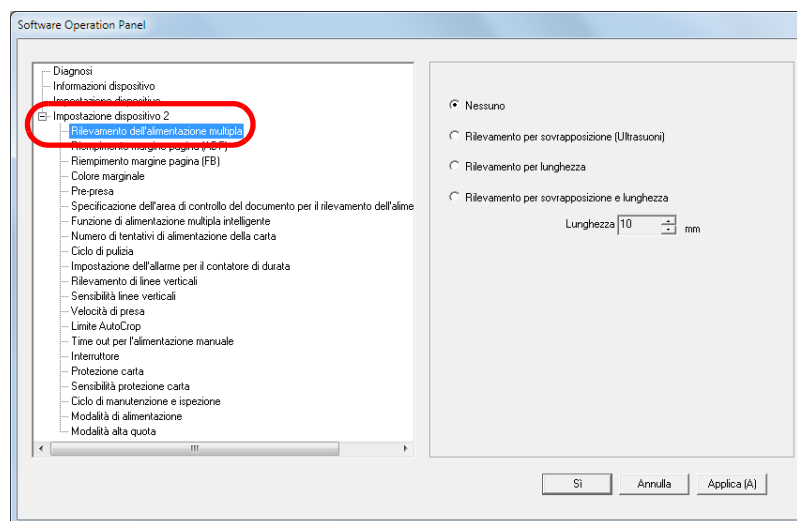 Software Operation Panel
Diagnosi
Informazioni dispositivo
Impostazione dispositivo
Impostazione dispositivo 2
Rilevamento dell'alimentazione multipla
Riempimento margine pagina (ADF)
Riempimento margine pagina (FB)
Colore marginale
Pre-presa
Specificazione dell'area di controllo del documento per il rilevamento dell'alime
Funzione di alimentazione multipla intelligente
Numero di tentativi di alimentazione della carta
Ciclo di pulizia
Impostazione dell'allarme per il contatore di durata
Rilevamento di linee verticali
Sensibilità linee verticali
Velocità di presa
Limite AutoCrop
Time out per l'alimentazione manuale
Interruttore
Protezione carta
Sensibilità protezione carta
Ciclo di manutenzione e ispezione
Modalità di alimentazione
Modalità alta quota
Nessuno
Rilevamento per sovrapposizione (Ultrasuoni)
Rilevamento per lunghezza
Rilevamento per sovrapposizione e lunghezza
Lunghezza 10 mm
Sì Annulla Applica (A)